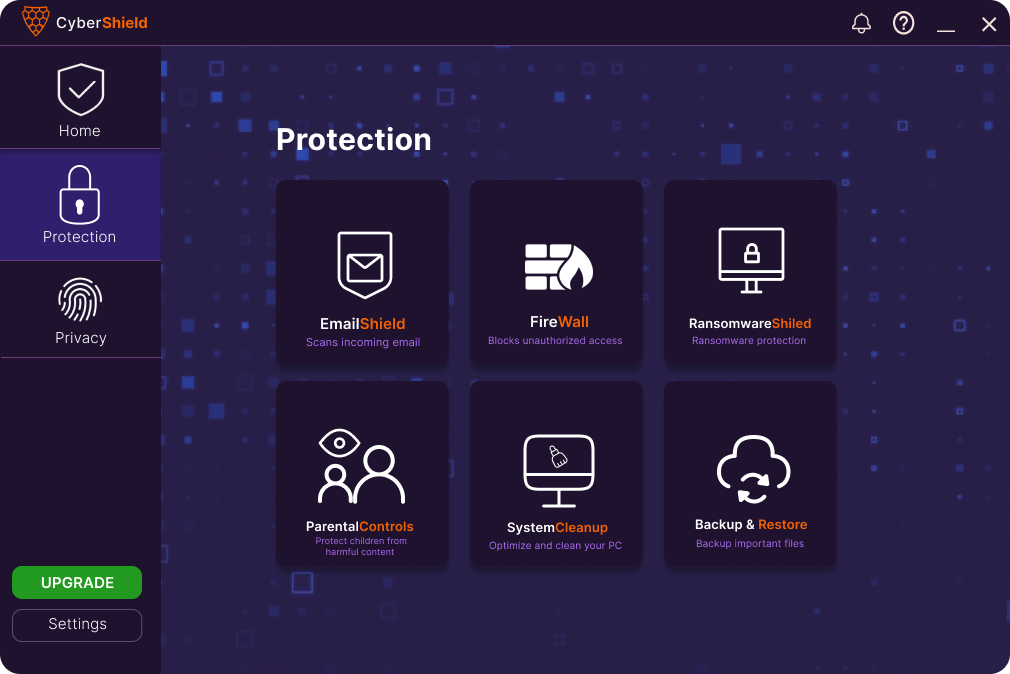 CyberShield
Home
Protection
Privacy
UPGRADE
Settings
Protection
EmailShield
Scans incoming email
FireWall
Blocks unauthorized access
RansomwareShiled
Ransomware protection
ParentalControls
Protect children from
harmful content
SystemCleanup
Optimize and clean your PC
Backup & Restore
Backup important files